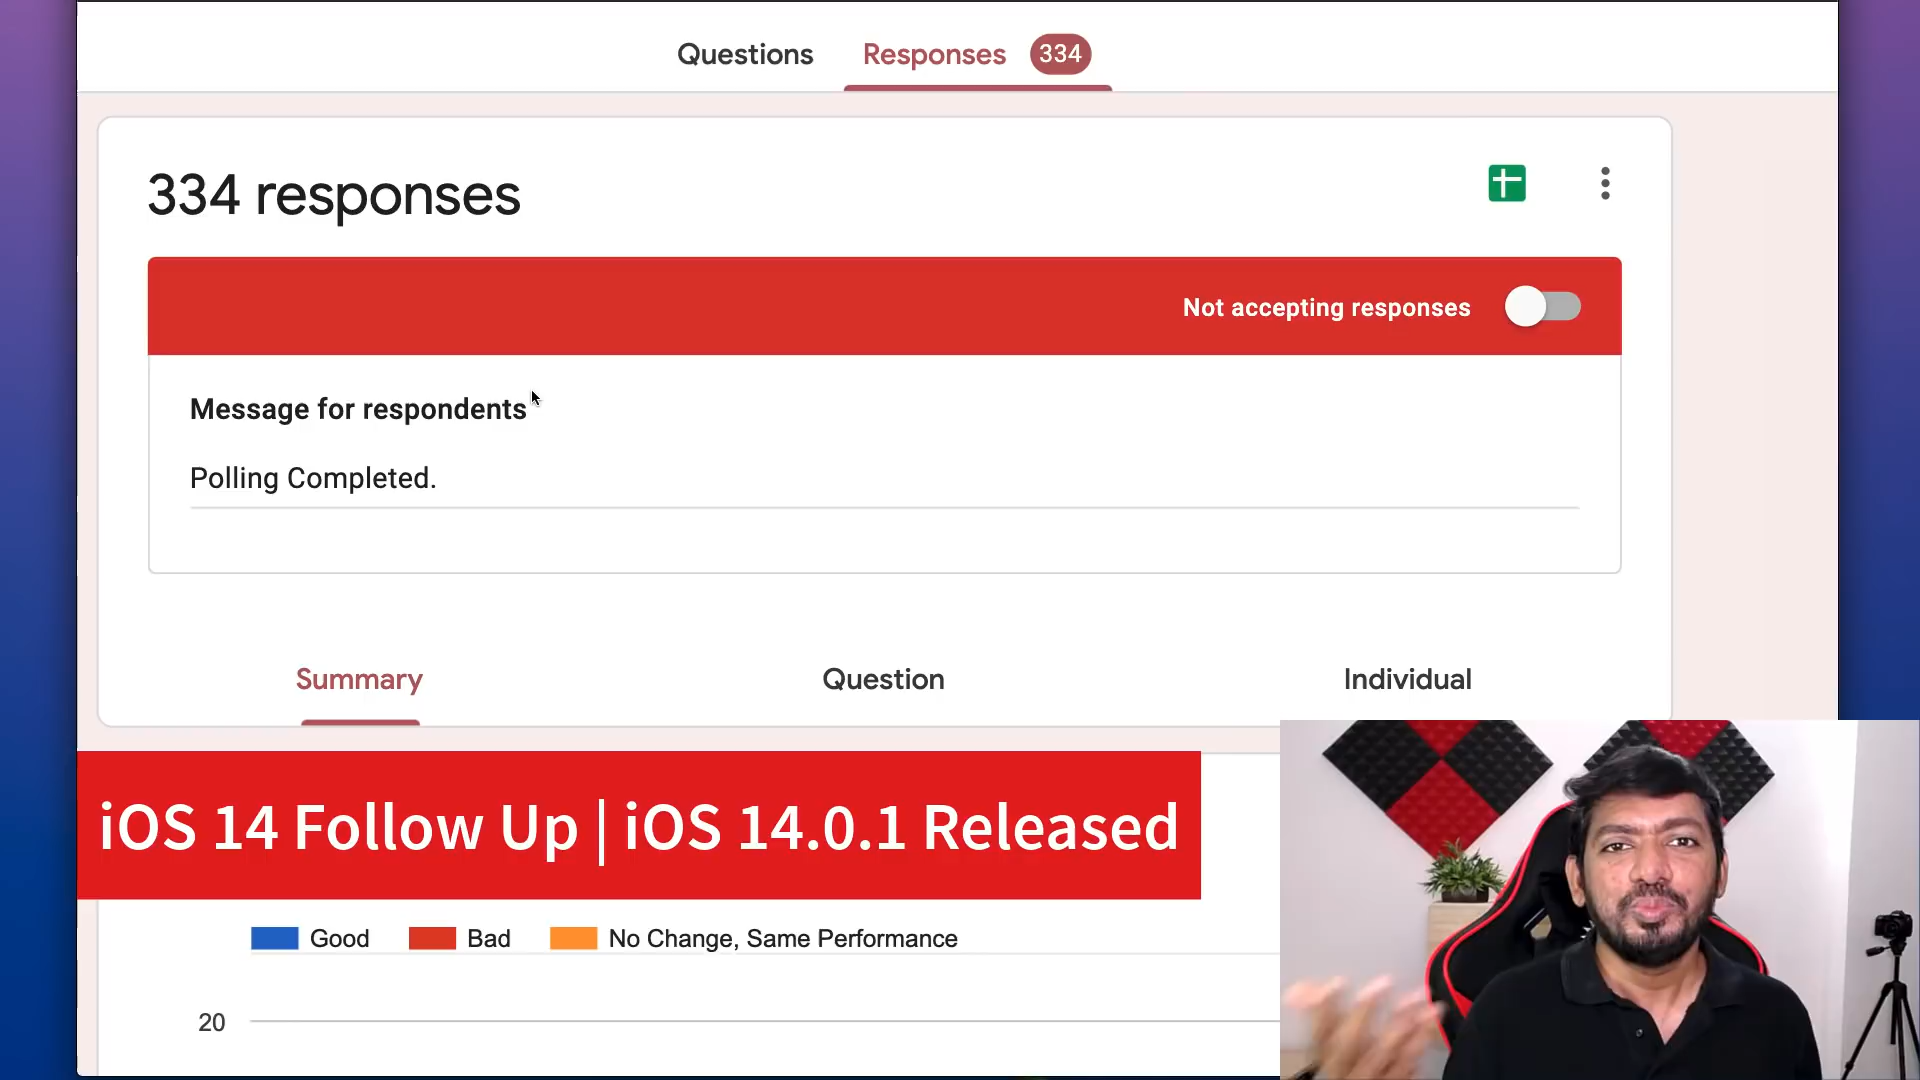 Questions
Responses 334
334 responses
Not accepting responses
Message for respondents
Polling Completed.
Summary
Question
Individual
iOS 14 Follow Up | iOS 14.0.1 Released
Good
Bad
No Change, Same Performance
20